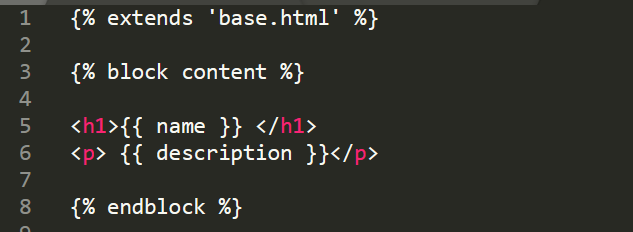 1 {% extends 'base.html' %}
2
3 {% block content %}
4
5 <h1>{{ name }} </h1>
6 <p> {{ description }}</p>
7
8 {% endblock %}